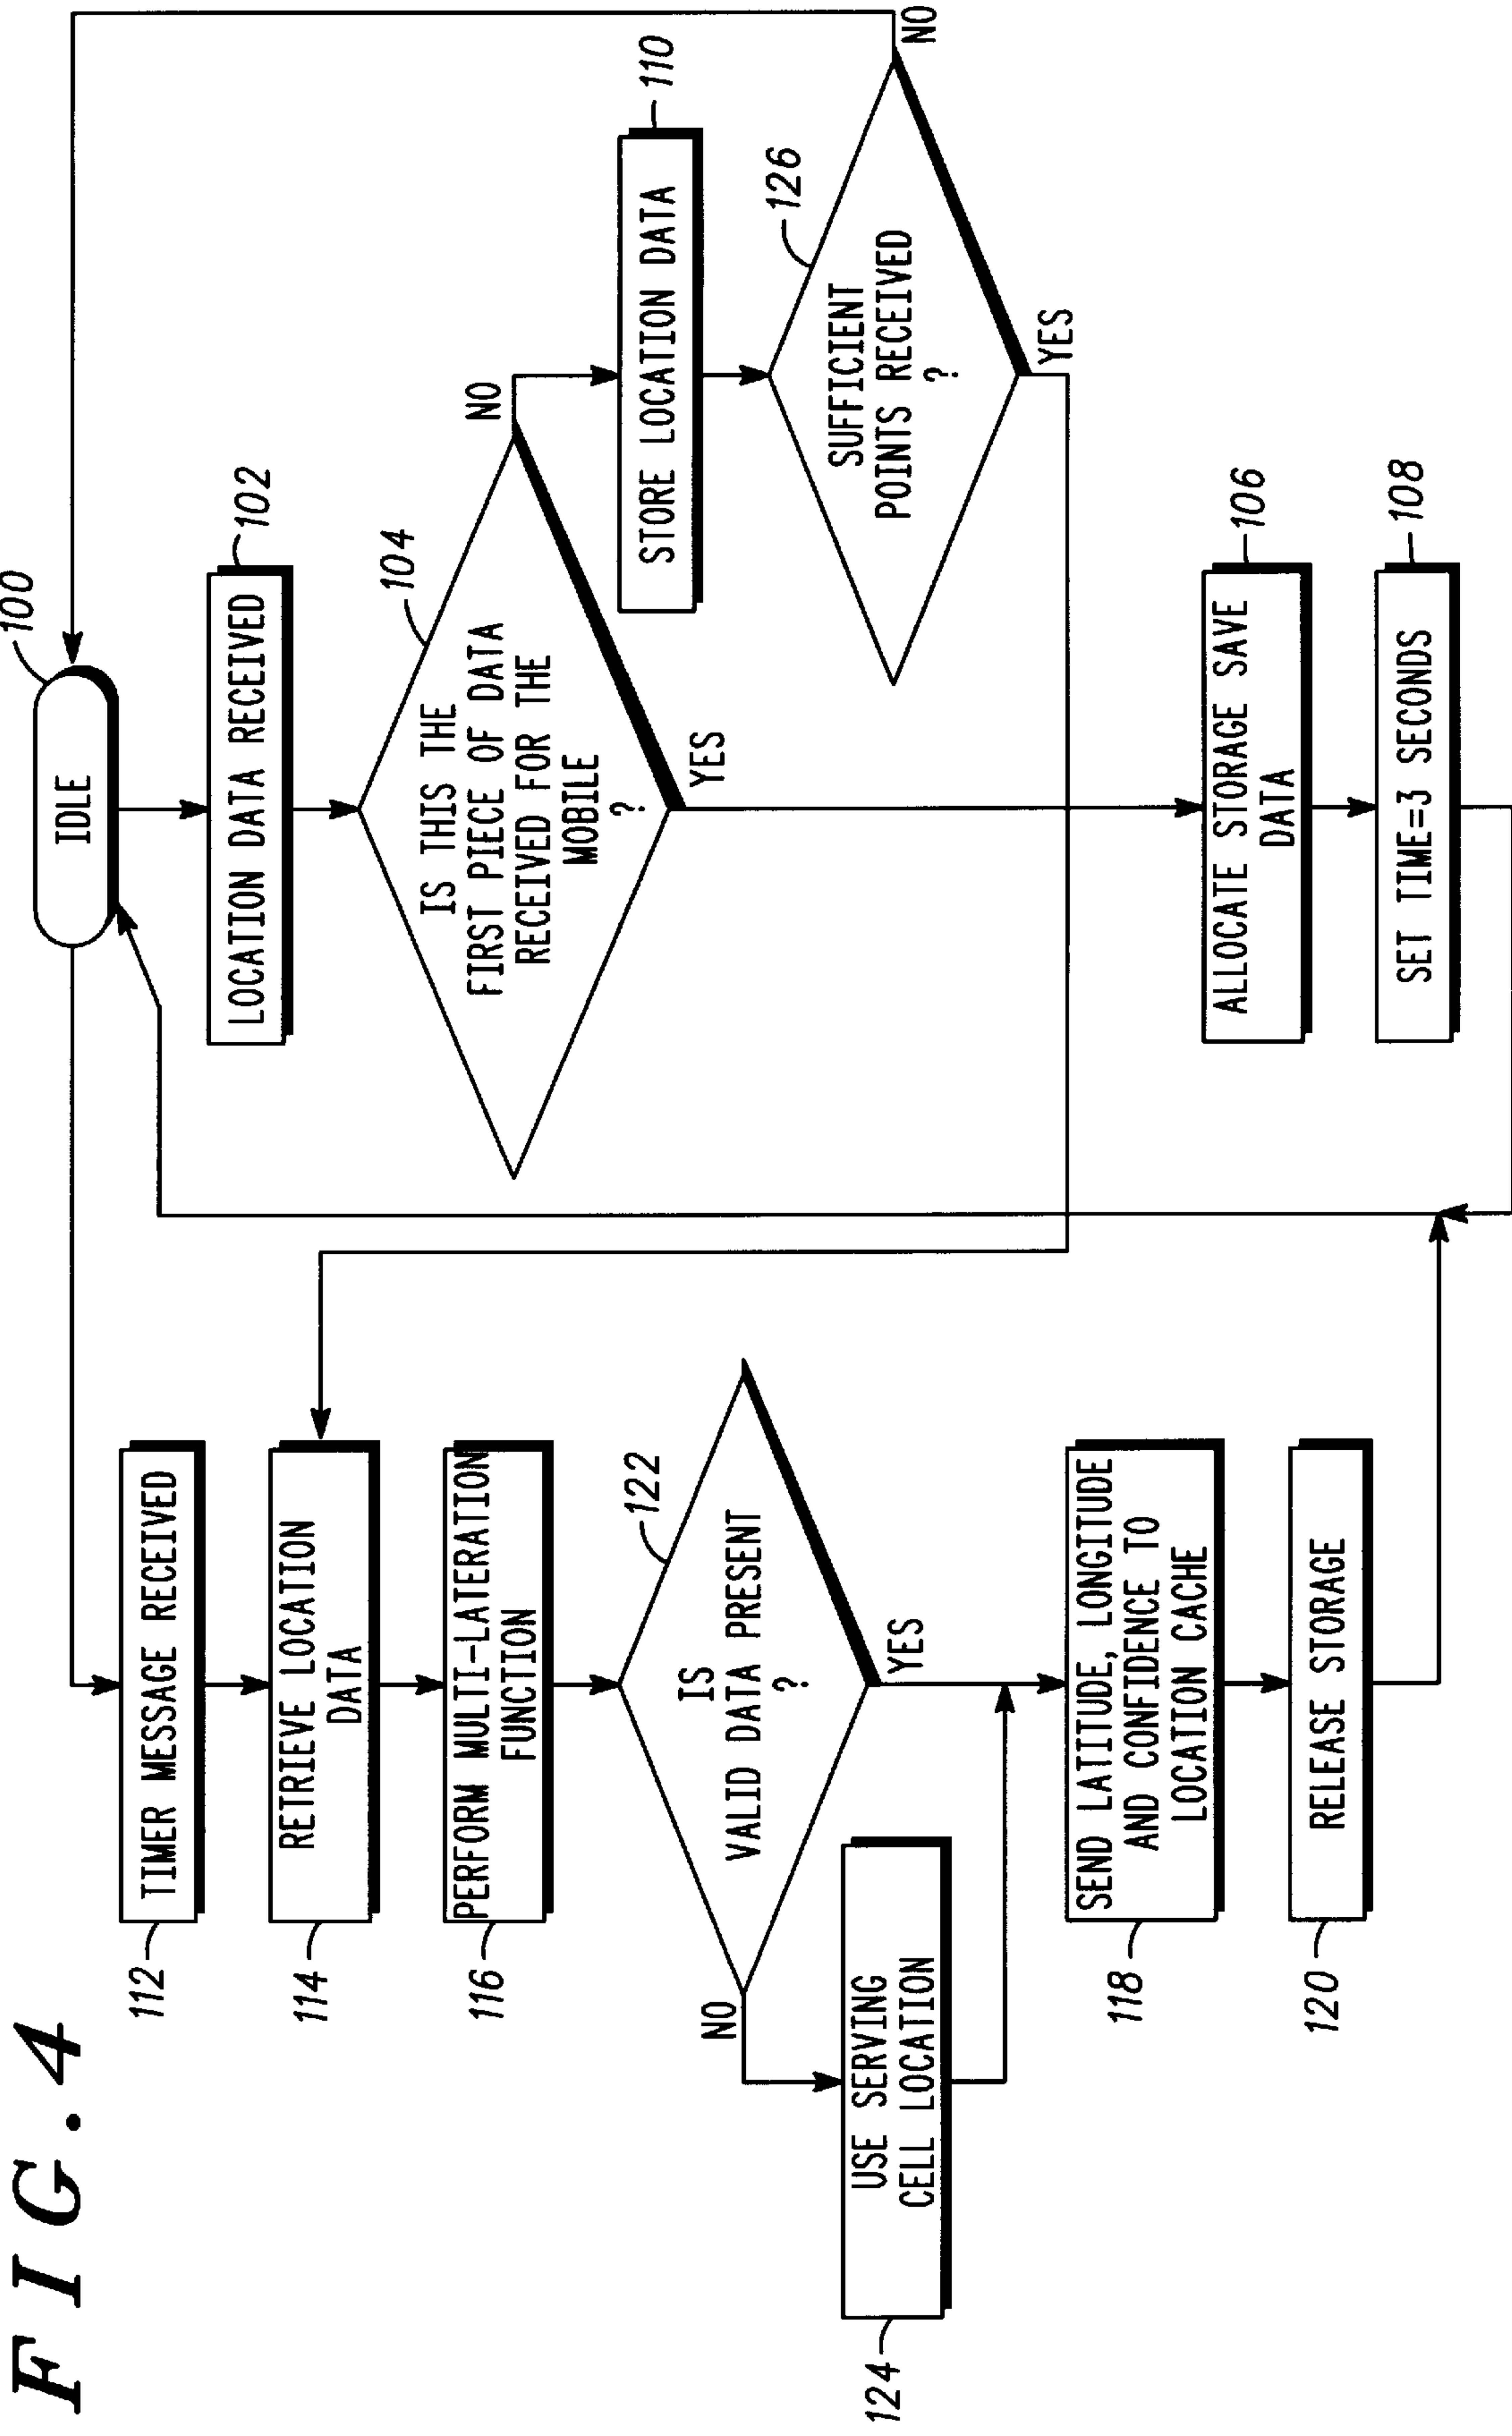 FIG. 4
100
IDLE
LOCATION DATA RECEIVED
102
IS THIS THE
FIRST PIECE OF DATA
RECEIVED FOR THE
MOBILE
?
104
NO
YES
STORE LOCATION DATA
110
SUFFICIENT
POINTS RECEIVED
?
126
NO
YES
ALLOCATE STORAGE SAVE
DATA
106
SET TIME=3 SECONDS
108
112
TIMER MESSAGE RECEIVED
114
RETRIEVE LOCATION
DATA
116
PERFORM MULTI-LATERATION
FUNCTION
IS
VALID DATA PRESENT
?
122
NO
YES
USE SERVING
CELL LOCATION
124
SEND LATITUDE, LONGITUDE
AND CONFIDENCE TO
LOCATION CACHE
118
RELEASE STORAGE
120